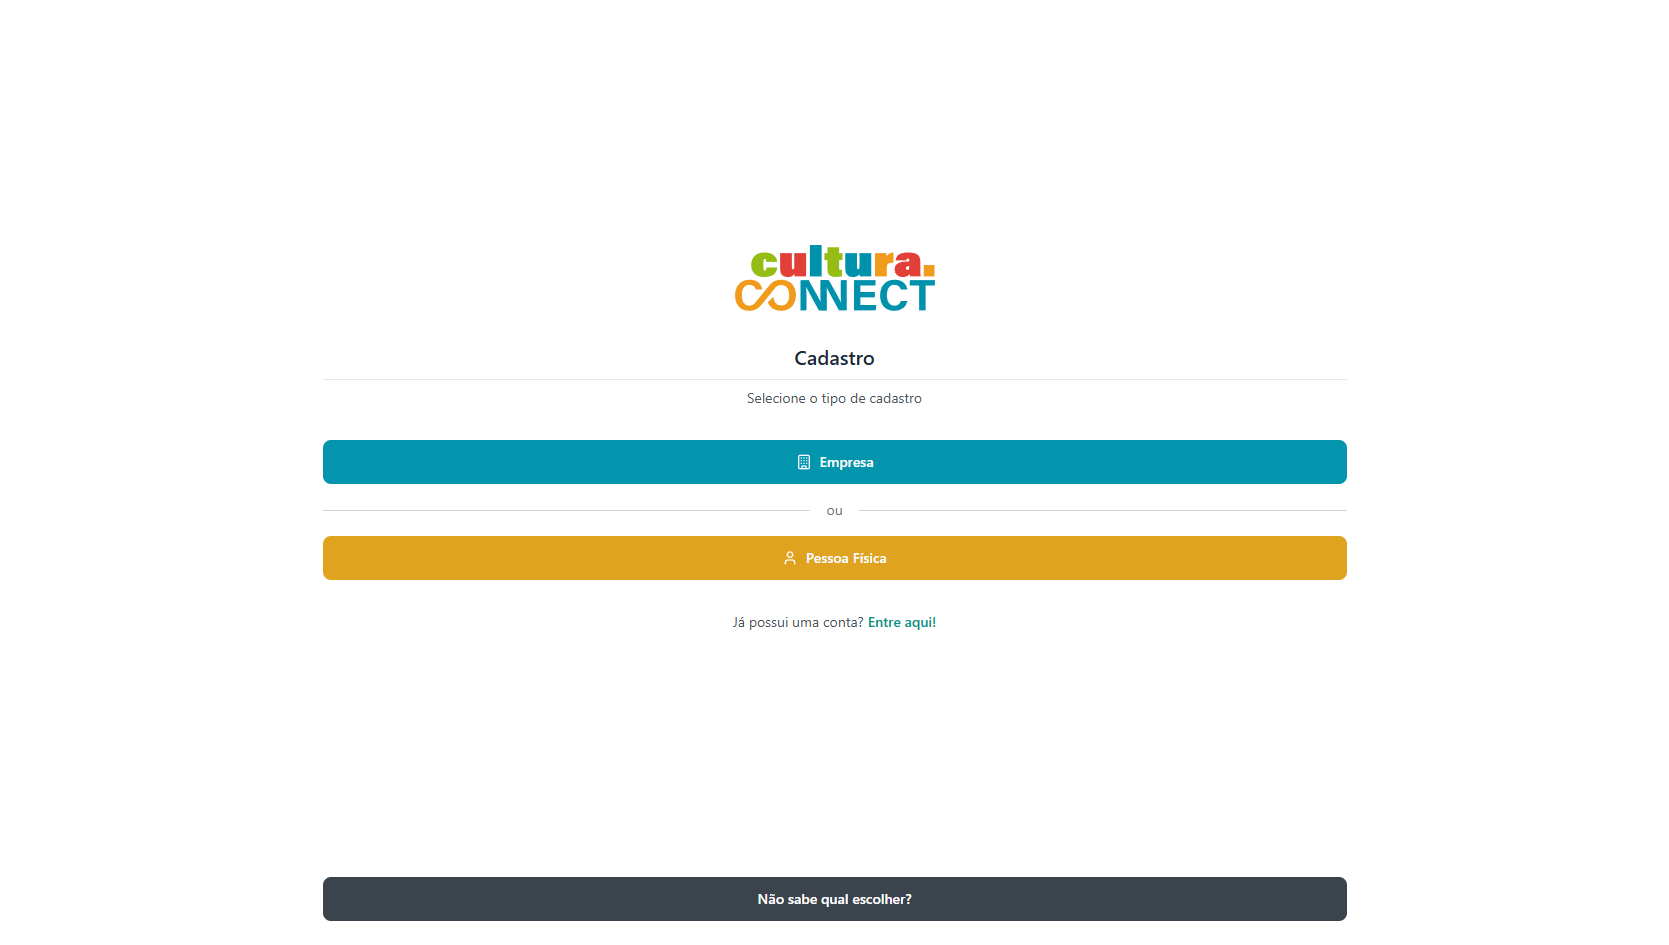 cultura.
CONNECT
Cadastro
Selecione o tipo de cadastro
Empresa
ou
Pessoa Física
Já possui uma conta? Entre aqui!
Não sabe qual escolher?